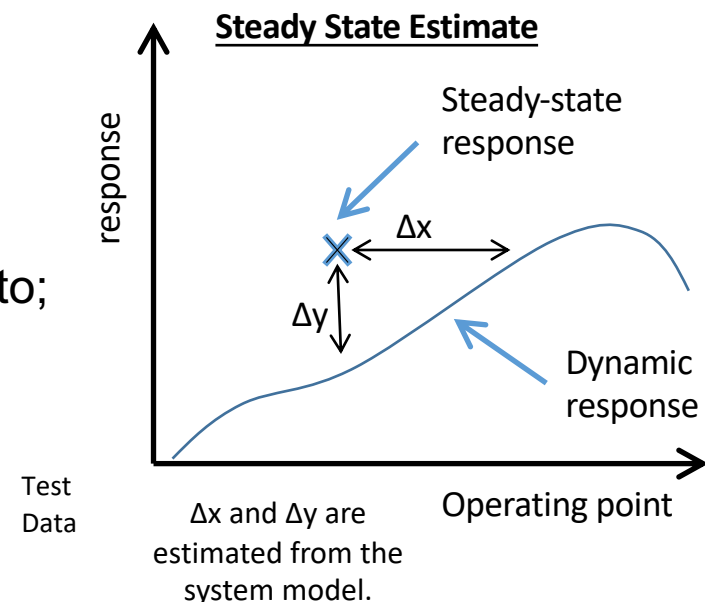 Steady State Estimate
response
Steady-state
response
Δx
to;
Δy
Dynamic
response
Test
Data
Operating point
Δx and Δy are
estimated from the
system model.